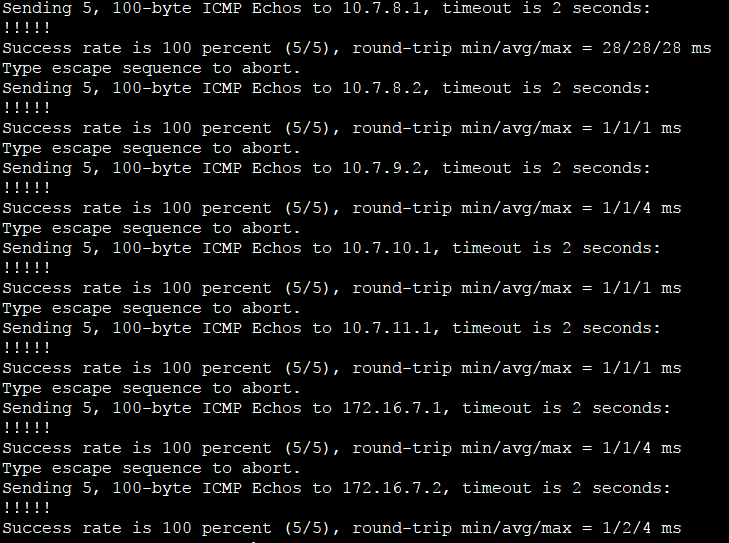 Sending 5, 100-byte ICMP Echos to 10.7.8.1, timeout is 2 seconds:
!!!!!
Success rate is 100 percent (5/5), round-trip min/avg/max = 28/28/28 ms
Type escape sequence to abort.
Sending 5, 100-byte ICMP Echos to 10.7.8.2, timeout is 2 seconds:
!!!!!
Success rate is 100 percent (5/5), round-trip min/avg/max = 1/1/1 ms
Type escape sequence to abort.
Sending 5, 100-byte ICMP Echos to 10.7.9.2, timeout is 2 seconds:
!!!!!
Success rate is 100 percent (5/5), round-trip min/avg/max = 1/1/4 ms
Type escape sequence to abort.
Sending 5, 100-byte ICMP Echos to 10.7.10.1, timeout is 2 seconds:
!!!!!
Success rate is 100 percent (5/5), round-trip min/avg/max = 1/1/1 ms
Type escape sequence to abort.
Sending 5, 100-byte ICMP Echos to 10.7.11.1, timeout is 2 seconds:
!!!!!
Success rate is 100 percent (5/5), round-trip min/avg/max = 1/1/1 ms
Type escape sequence to abort.
Sending 5, 100-byte ICMP Echos to 172.16.7.1, timeout is 2 seconds:
!!!!!
Success rate is 100 percent (5/5), round-trip min/avg/max = 1/1/4 ms
Type escape sequence to abort.
Sending 5, 100-byte ICMP Echos to 172.16.7.2, timeout is 2 seconds:
!!!!!
Success rate is 100 percent (5/5), round-trip min/avg/max = 1/2/4 ms